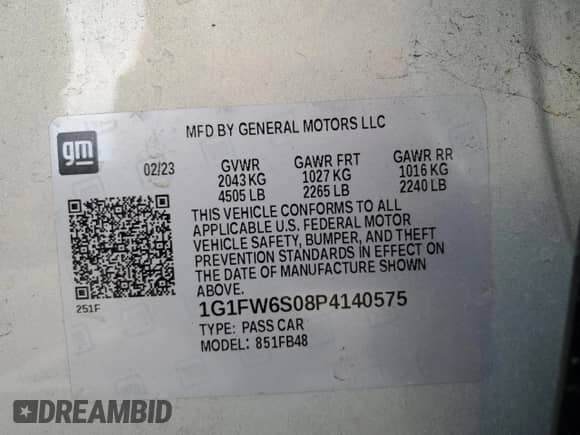 MFD BY GENERAL MOTORS LLC
gm
02/23 GVWR GAWR FRT GAWR RR
2043 KG 1027 KG 1016 KG
4505 LB 2265 LB 2240 LB
THIS VEHICLE CONFORMS TO ALL
APPLICABLE U.S. FEDERAL MOTOR
VEHICLE SAFETY, BUMPER, AND THEFT
PREVENTION STANDARDS IN EFFECT ON
THE DATE OF MANUFACTURE SHOWN
ABOVE.
251F
1G1FW6S08P4140575
TYPE: PASS CAR
MODEL: 851FB48
DREAMBID